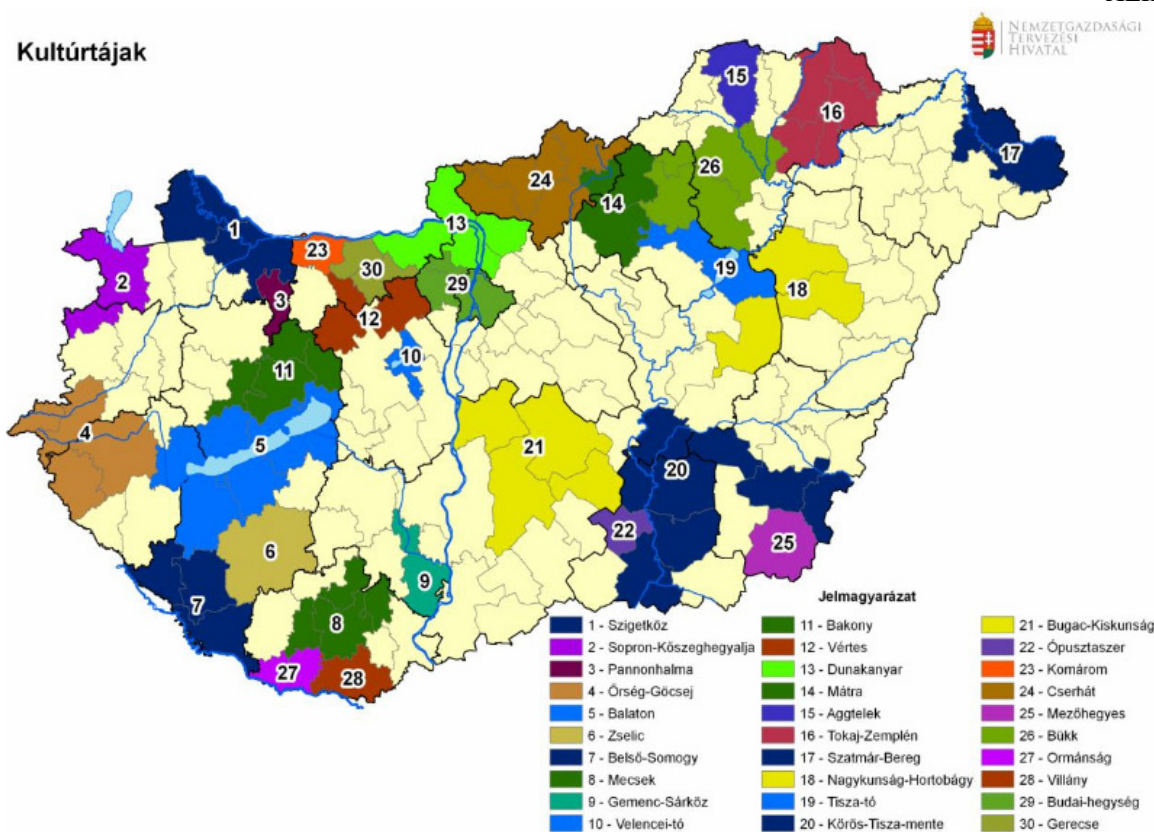 NEMZETGAZDASÁGI
TERVEZÉSI
HIVATAL
Kultúrtájak
15
16
17
24
26
14
1
13
23
30
2
3
29
19
18
12
10
11
4
5
21
20
22
6
25
9
7
8
27
28
Jelmagyarázat
1 - Szigetköz
2 - Sopron-Kőszeghegyalja
3 - Pannonhalma
4 - Őrség-Göcsej
5 - Balaton
6 - Zselic
7 - Belső-Somogy
8 - Mecsek
9 - Gemenc-Sárköz
10 - Velencei-tó
11 - Bakony
12 - Vértes
13 - Dunakanyar
14 - Mátra
15 - Aggtelek
16 - Tokaj-Zemplén
17 - Szatmár-Bereg
18 - Nagykunság-Hortobágy
19 - Tisza-tó
20 - Körös-Tisza-mente
21 - Bugac-Kiskunság
22 - Ópusztaszer
23 - Komárom
24 - Cserhát
25 - Mezőhegyes
26 - Bükk
27 - Ormánság
28 - Villány
29 - Budai-hegység
30 - Gerecse